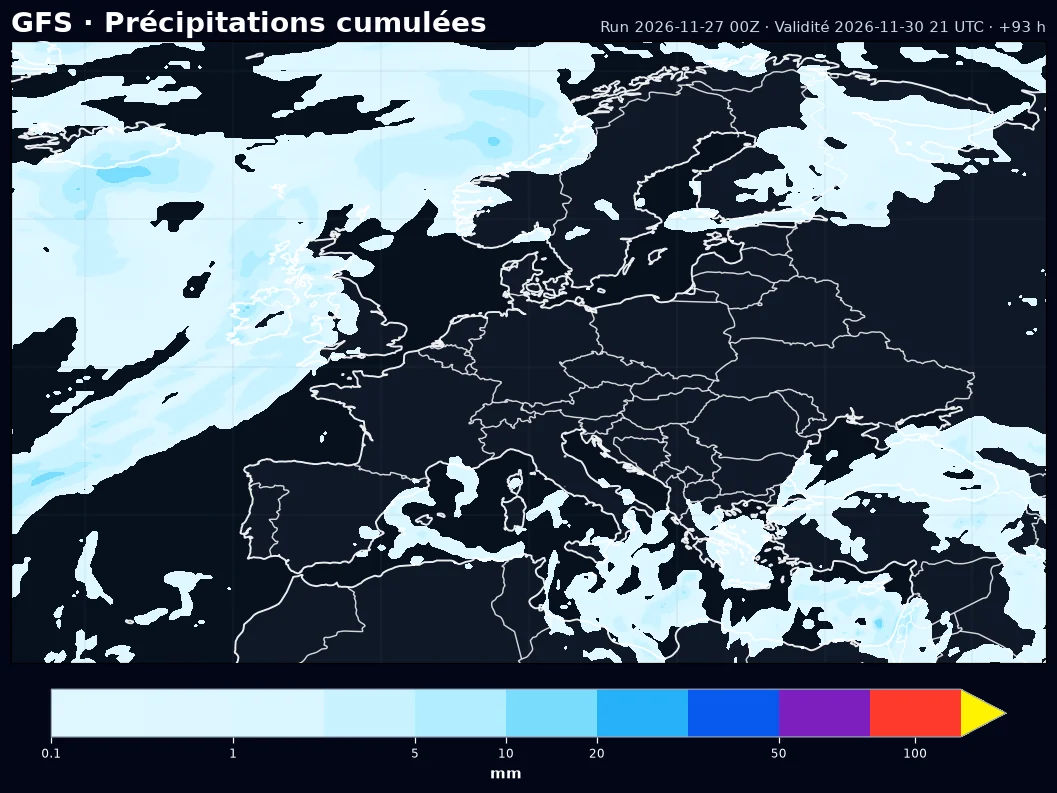 GFS · Précipitations cumulées
Run 2026-11-27 00Z · Validité 2026-11-30 21 UTC · +93 h
0.1 1 5 10 20 50 100
mm